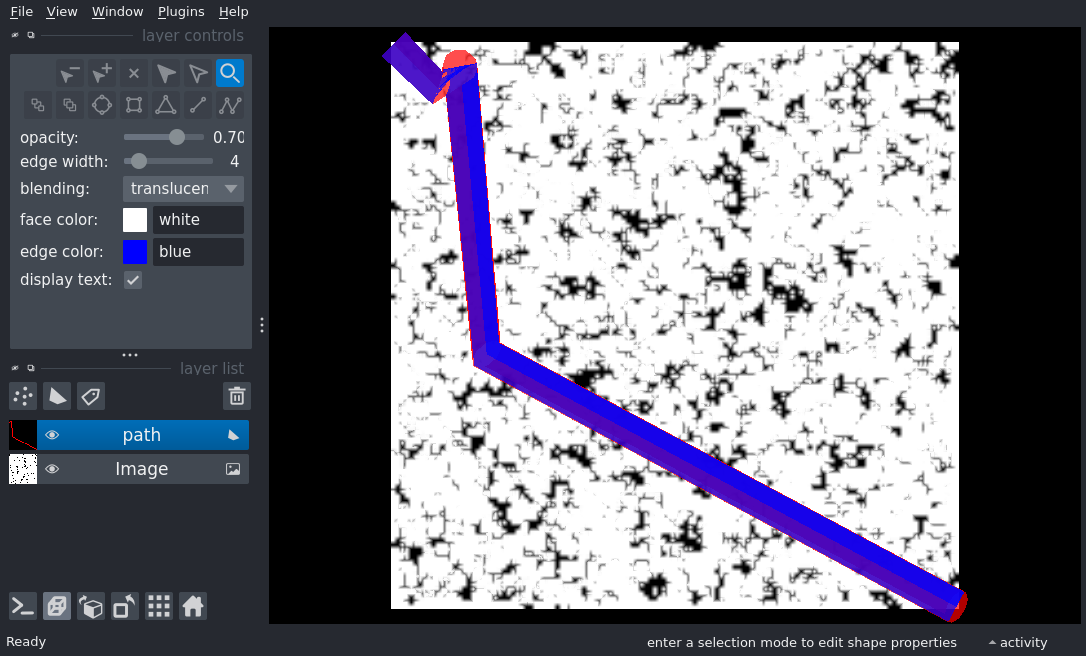 File View Window Plugins Help
layer controls
opacity: 0.70
edge width: 4
blending: translucen
face color: white
edge color: blue
display text:
layer list
path
Image
Ready
enter a selection mode to edit shape properties
activity